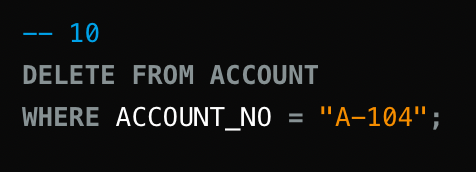 -- 10
DELETE FROM ACCOUNT
WHERE ACCOUNT_NO = "A-104";